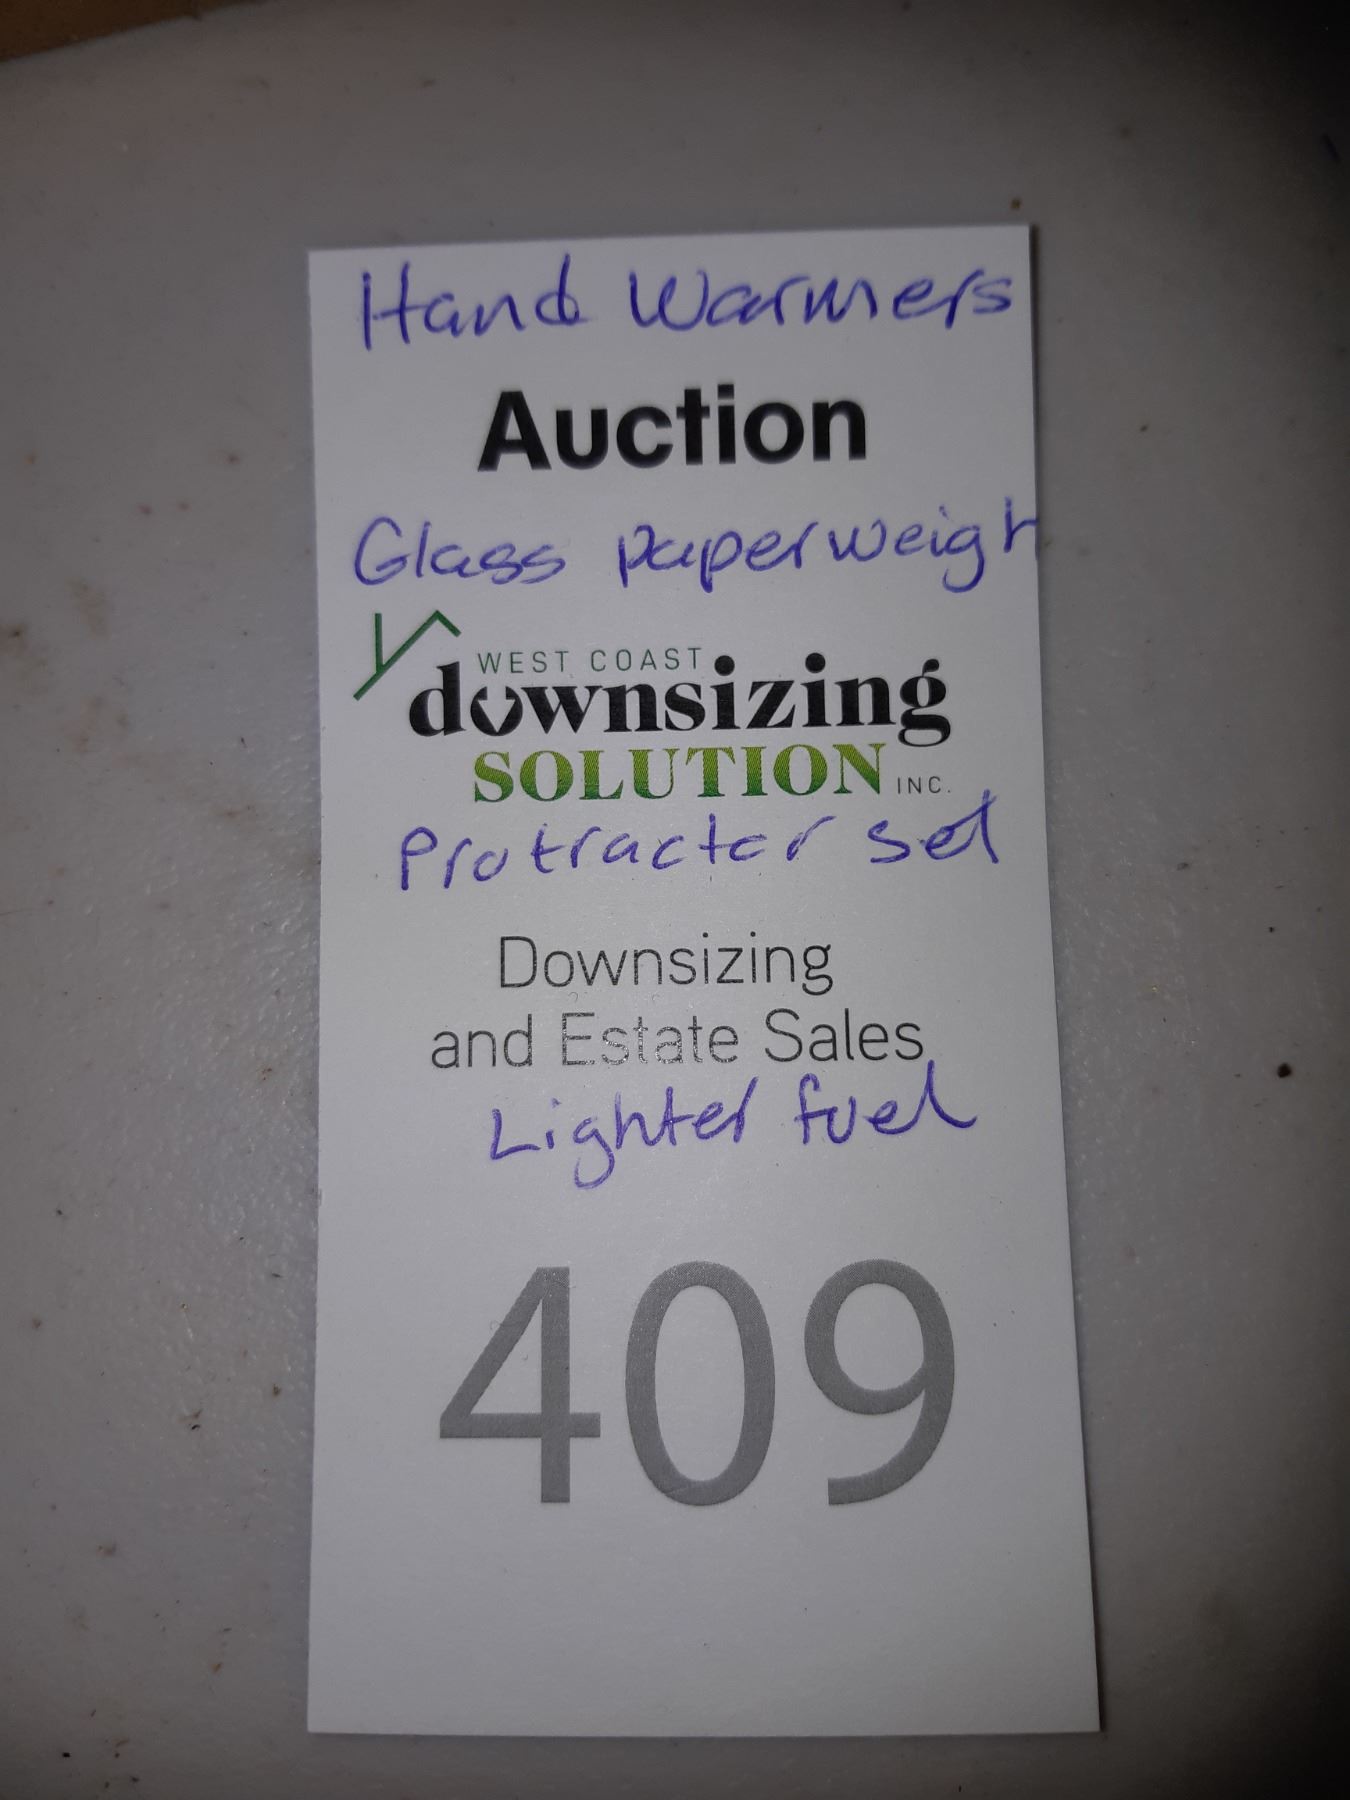 Hand Warmers
Auction
Glass paperweigh
WEST COAST
downsizing
SOLUTION INC.
Protractor set
Downsizing
and Estate Sales
Lighter fuel
409